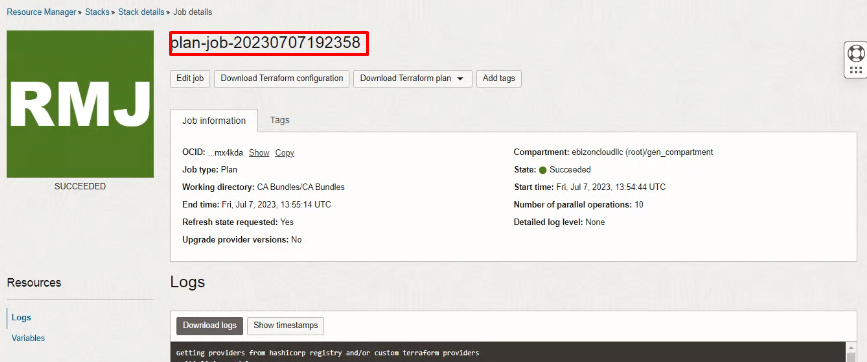 Resource Manager » Stacks » Stack details » Job details
RMJ
SUCCEEDED
plan-job-20230707192358
Edit job
Download Terraform configuration
Download Terraform plan
Add tags
Job information
Tags
OCID: ...mx4kda Show Copy
Job type: Plan
Working directory: CA Bundles/CA Bundles
End time: Fri, Jul 7, 2023, 13:55:14 UTC
Refresh state requested: Yes
Upgrade provider versions: No
Compartment: ebizoncloudllc (root)/gen_compartment
State: Succeeded
Start time: Fri, Jul 7, 2023, 13:54:44 UTC
Number of parallel operations: 10
Detailed log level: None
Resources
Logs
Variables
Logs
Download logs
Show timestamps
Getting providers from hashicorp registry and/or custom terraform providers